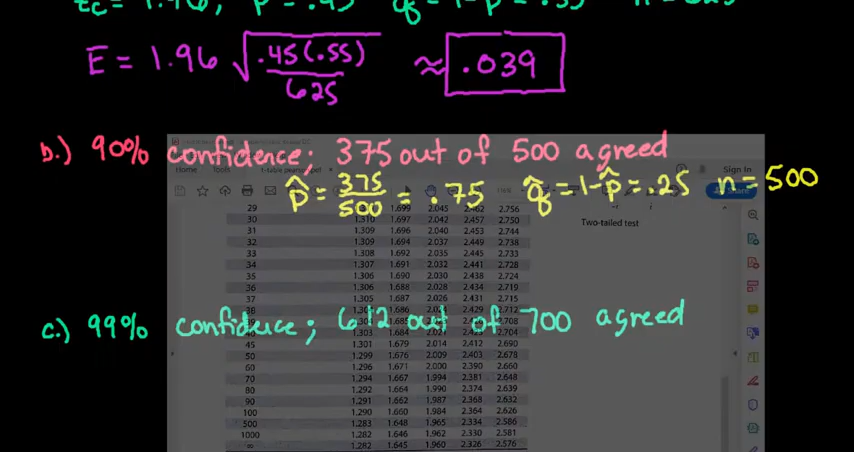 zc = 1.96, p̂ = .45 q̂ = 1-p̂ = .55 n = 625
E = 1.96 √(.45(.55)/625) ≈ .039
b.) 90% confidence; 375 out of 500 agreed
p̂ = 375/500 = .75 q̂ = 1-p̂ = .25 n = 500
Sign In
Two-tailed test
29 1.699 2.045 2.462 2.756
30 1.310 1.697 2.042 2.457 2.750
31 1.309 1.696 2.040 2.453 2.744
32 1.309 1.694 2.037 2.449 2.738
33 1.308 1.692 2.035 2.445 2.733
34 1.307 1.691 2.032 2.441 2.728
35 1.306 1.690 2.030 2.438 2.724
36 1.306 1.688 2.028 2.434 2.719
37 1.305 1.687 2.026 2.431 2.715
c.) 99% confiduce; 612 out of 700 agreed
45 1.301 1.679 2.014 2.412 2.690
50 1.299 1.676 2.009 2.403 2.678
60 1.296 1.671 2.000 2.390 2.660
70 1.294 1.667 1.994 2.381 2.648
80 1.292 1.664 1.990 2.374 2.639
90 1.291 1.662 1.987 2.368 2.632
100 1.290 1.660 1.984 2.364 2.626
500 1.283 1.648 1.965 2.334 2.586
1000 1.282 1.646 1.962 2.330 2.581
∞ 1.282 1.645 1.960 2.326 2.576